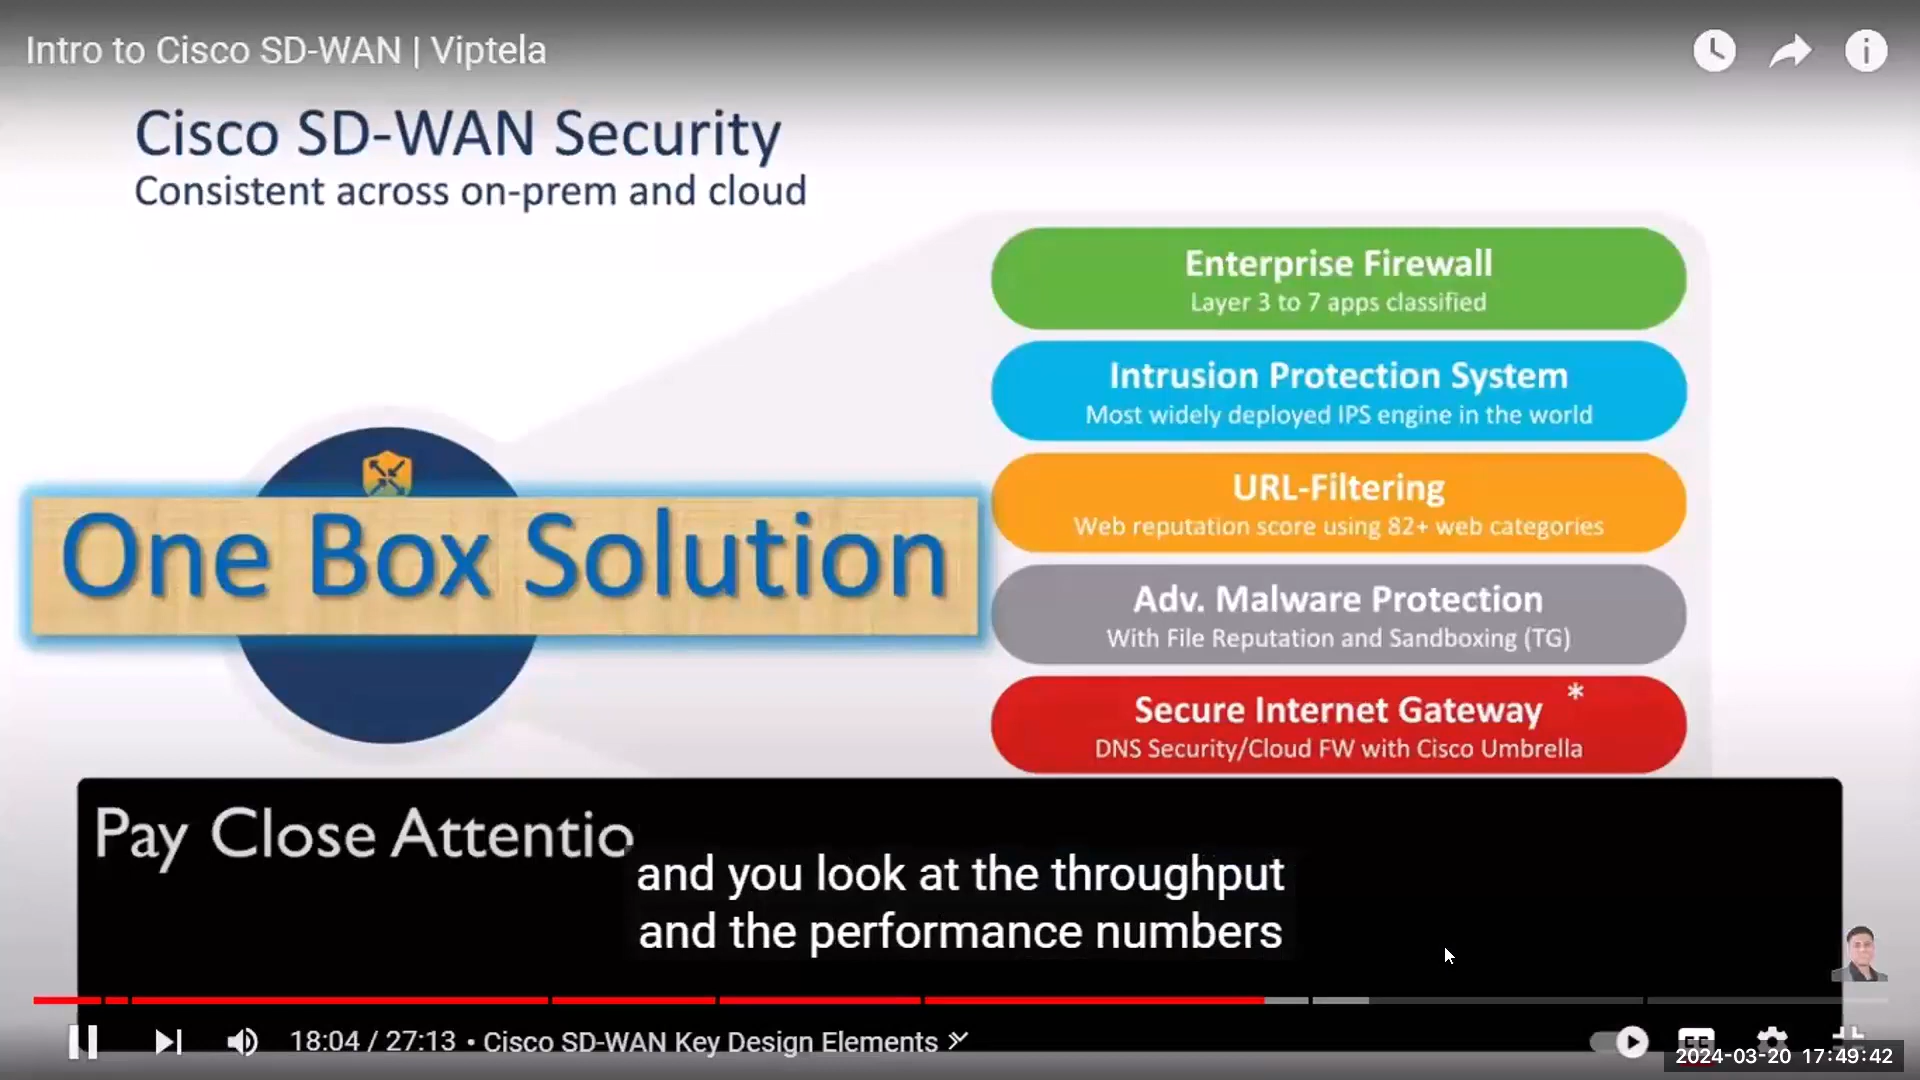 Intro to Cisco SD-WAN | Viptela
Cisco SD-WAN Security
Consistent across on-prem and cloud
Enterprise Firewall
Layer 3 to 7 apps classified
Intrusion Protection System
Most widely deployed IPS engine in the world
URL-Filtering
Web reputation score using 82+ web categories
One Box Solution
Adv. Malware Protection
With File Reputation and Sandboxing (TG)
Secure Internet Gateway *
DNS Security/Cloud FW with Cisco Umbrella
Pay Close Attentio
and you look at the throughput
and the performance numbers
18:04 / 27:13 • Cisco SD-WAN Key Design Elements
CC
2024-03-20 17:49:42